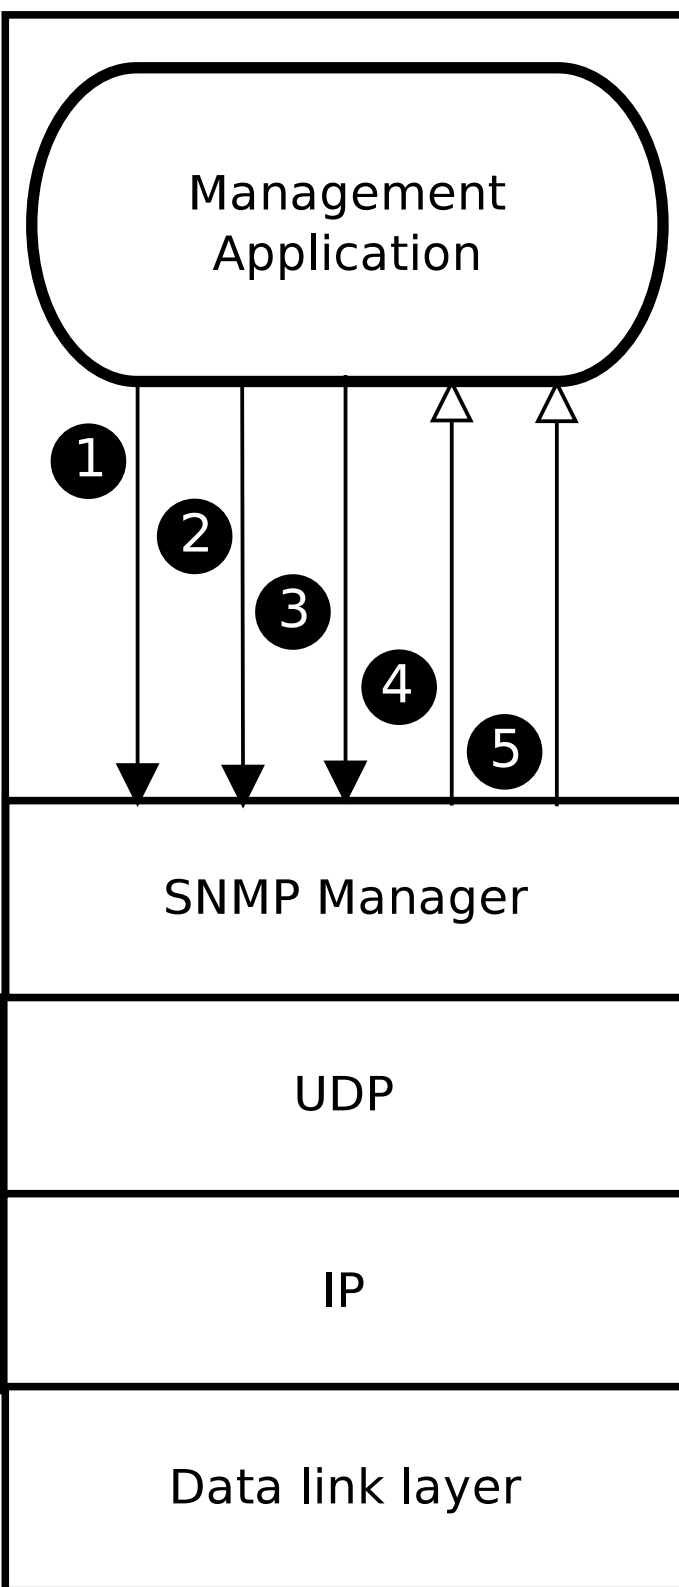 Management
Application
1
2
3
4
5
SNMP Manager
UDP
IP
Data link layer